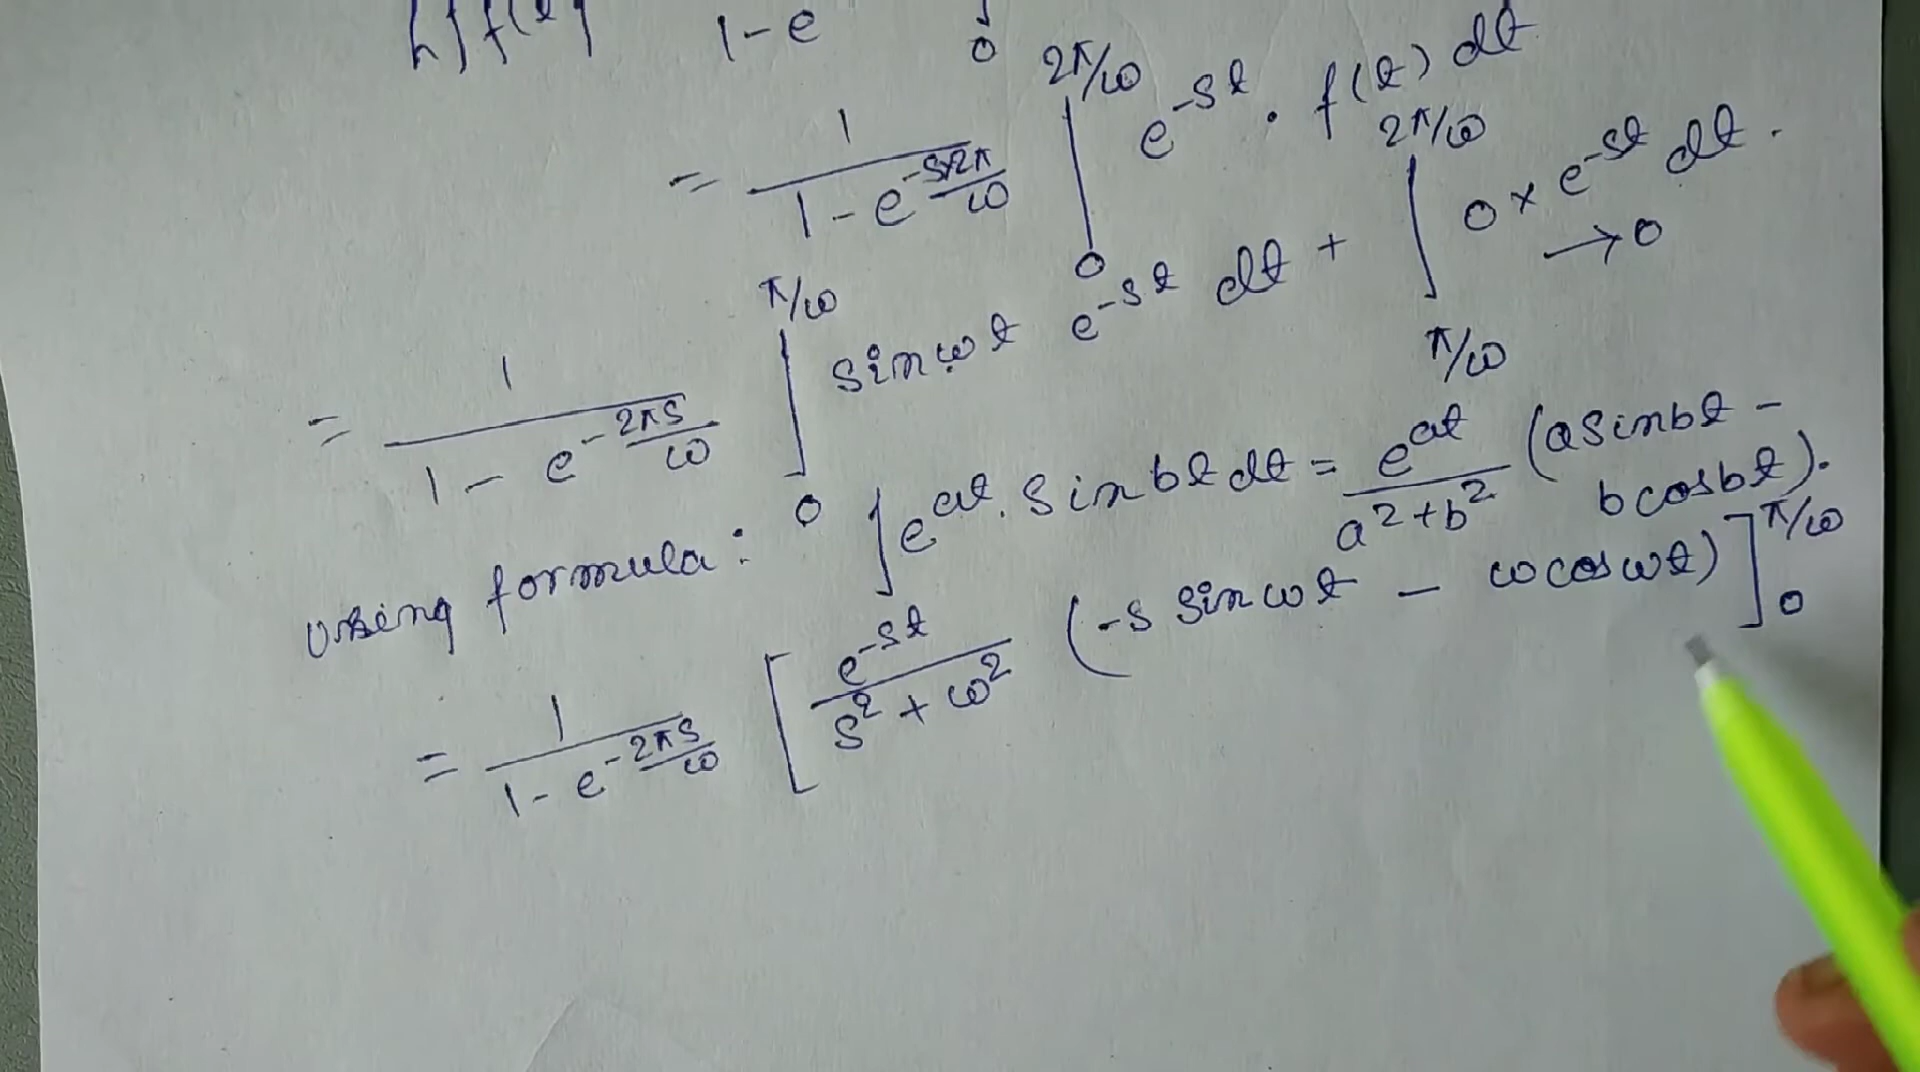 L{f(t)} 1-e ∫ 0
= 1/(1-e^(-s×2π/ω)) ∫_0^(2π/ω) e^(-st) . f(t) dt
= 1/(1-e^(-2πs/ω)) ∫_0^(π/ω) sin ωt e^(-st) dt + ∫_(π/ω)^(2π/ω) 0 × e^(-st) dt . → 0
using formula: ∫ e^(at) . sin bt dt = e^(at)/(a²+b²) (a sin bt - b cos bt).
= 1/(1-e^(-2πs/ω)) [ e^(-st)/(s²+ω²) (-s sin ωt - ω cos ωt) ]_0^(π/ω)